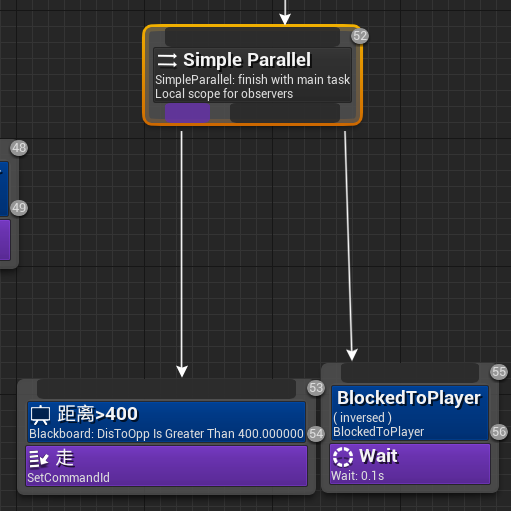 52
Simple Parallel
SimpleParallel: finish with main task
Local scope for observers
48
49
53
距离>400
Blackboard: DisToOpp Is Greater Than 400.000000
54
走
SetCommandId
55
BlockedToPlayer
( inversed )
BlockedToPlayer
56
Wait
Wait: 0.1s